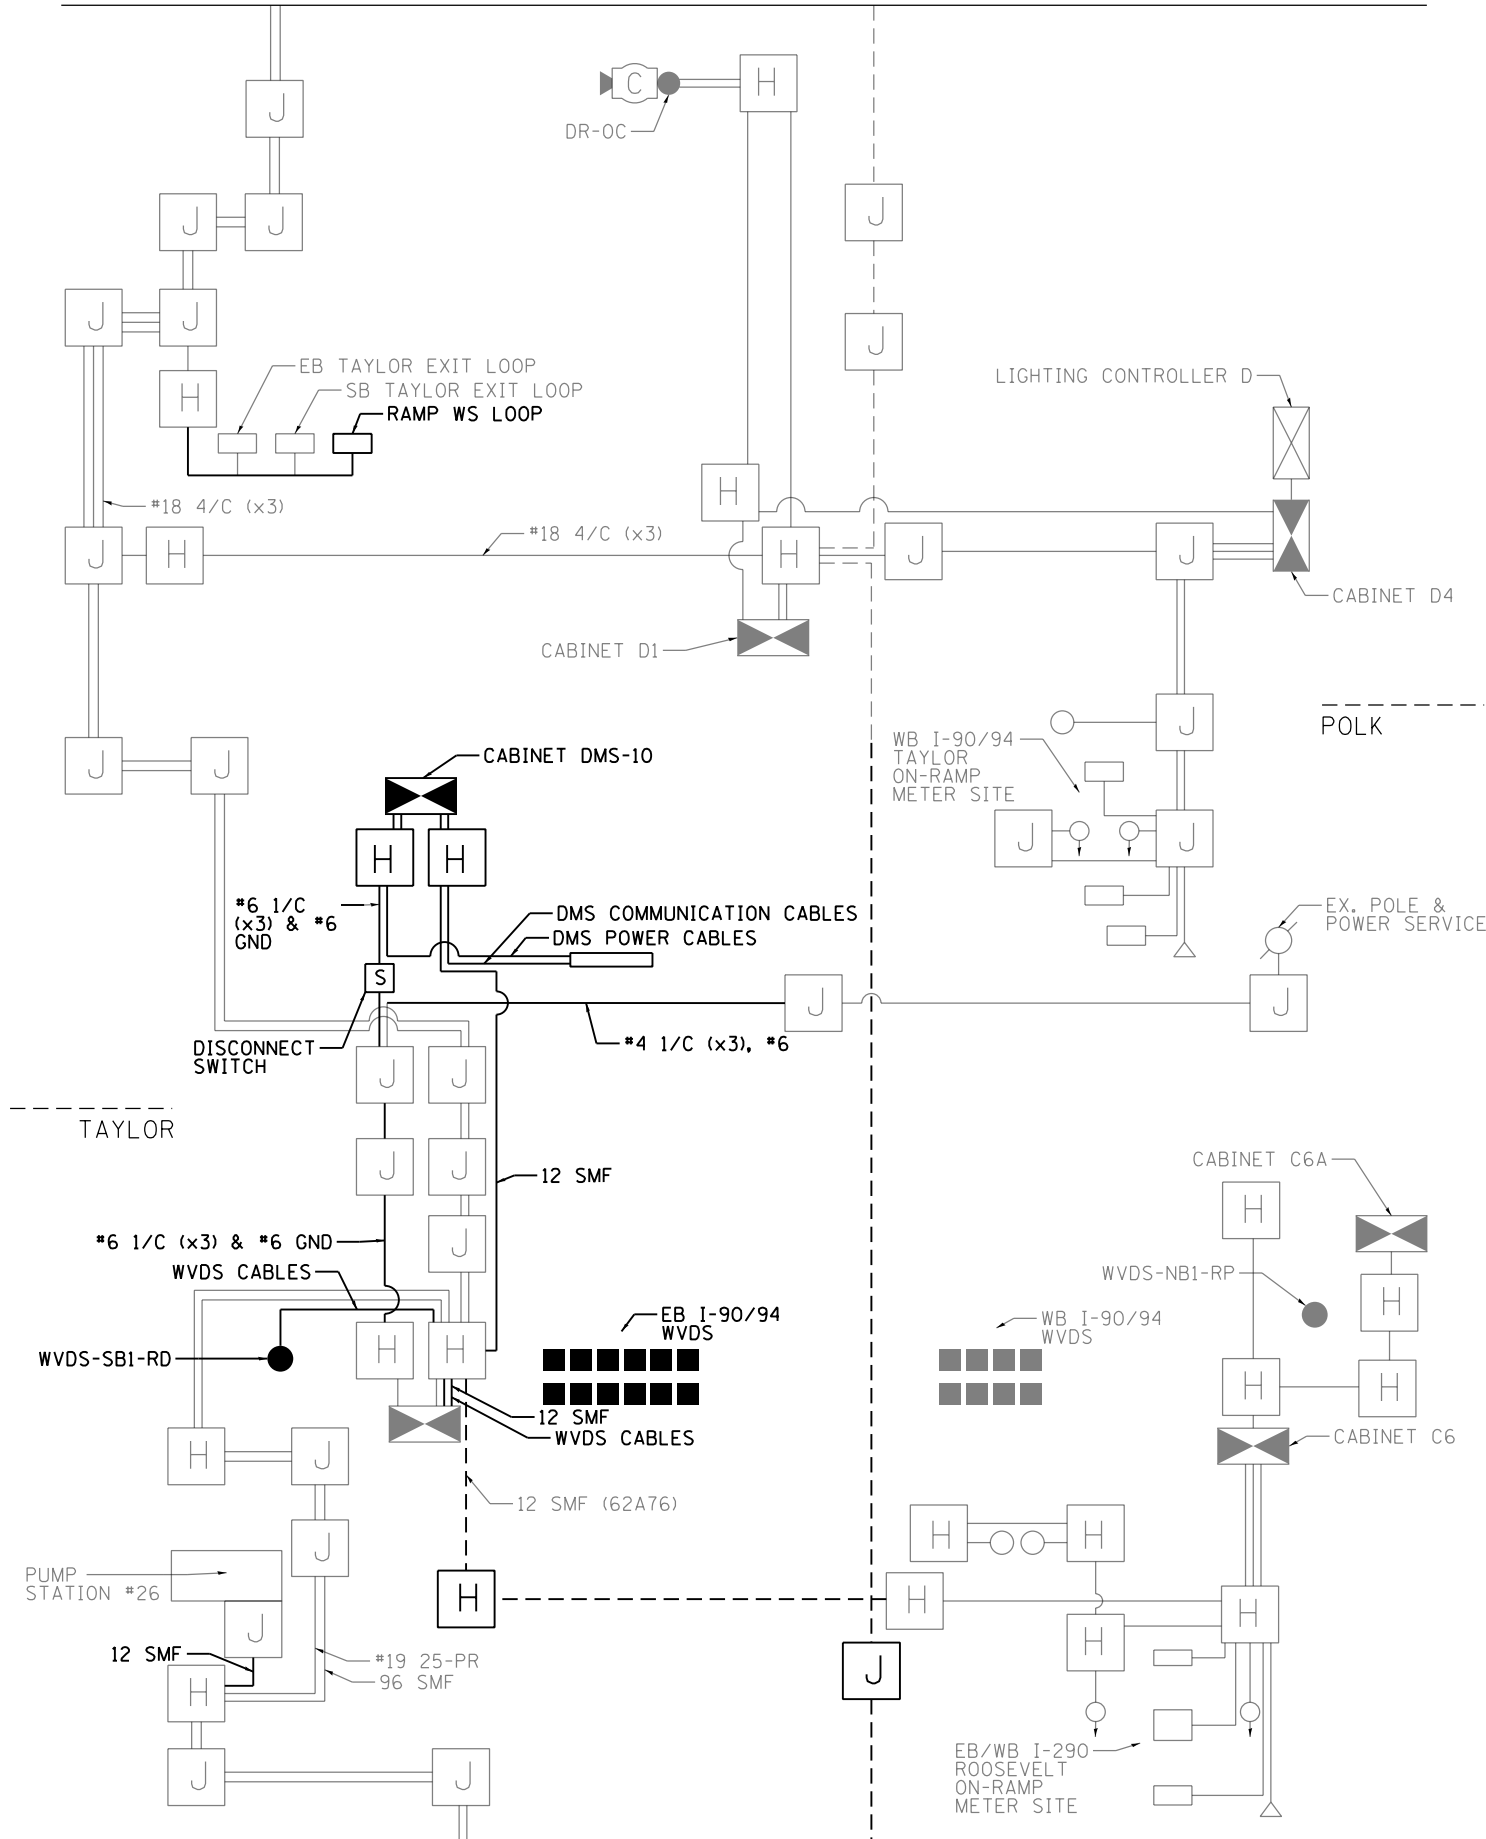 J
C
H
DR-OC
J
J
J
J
J
J
EB TAYLOR EXIT LOOP
SB TAYLOR EXIT LOOP
RAMP WS LOOP
H
LIGHTING CONTROLLER D
H
#18 4/C (x3)
#18 4/C (x3)
J
H
H
J
J
CABINET D4
CABINET D1
POLK
J
WB I-90/94
TAYLOR
ON-RAMP
METER SITE
J
J
CABINET DMS-10
J
J
H
H
#6 1/C
(x3) & #6
GND
DMS COMMUNICATION CABLES
DMS POWER CABLES
EX. POLE &
POWER SERVICE
S
J
J
DISCONNECT
SWITCH
#4 1/C (x3), #6
J
J
TAYLOR
J
J
12 SMF
CABINET C6A
H
#6 1/C (x3) & #6 GND
J
WVDS CABLES
WVDS-NB1-RP
H
EB I-90/94
WVDS
WB I-90/94
WVDS
WVDS-SB1-RD
H
H
H
H
12 SMF
WVDS CABLES
CABINET C6
H
J
12 SMF (62A76)
H
H
J
PUMP
STATION #26
H
H
H
J
H
12 SMF
#19 25-PR
96 SMF
H
J
J
J
EB/WB I-290
ROOSEVELT
ON-RAMP
METER SITE